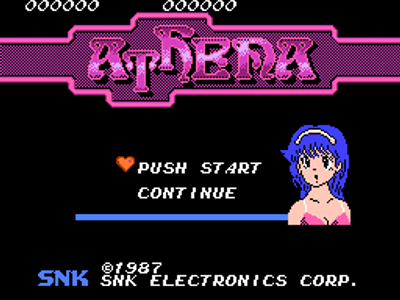 000000 000000
ATHENA
PUSH START
CONTINUE
©1987
SNK SNK ELECTRONICS CORP.